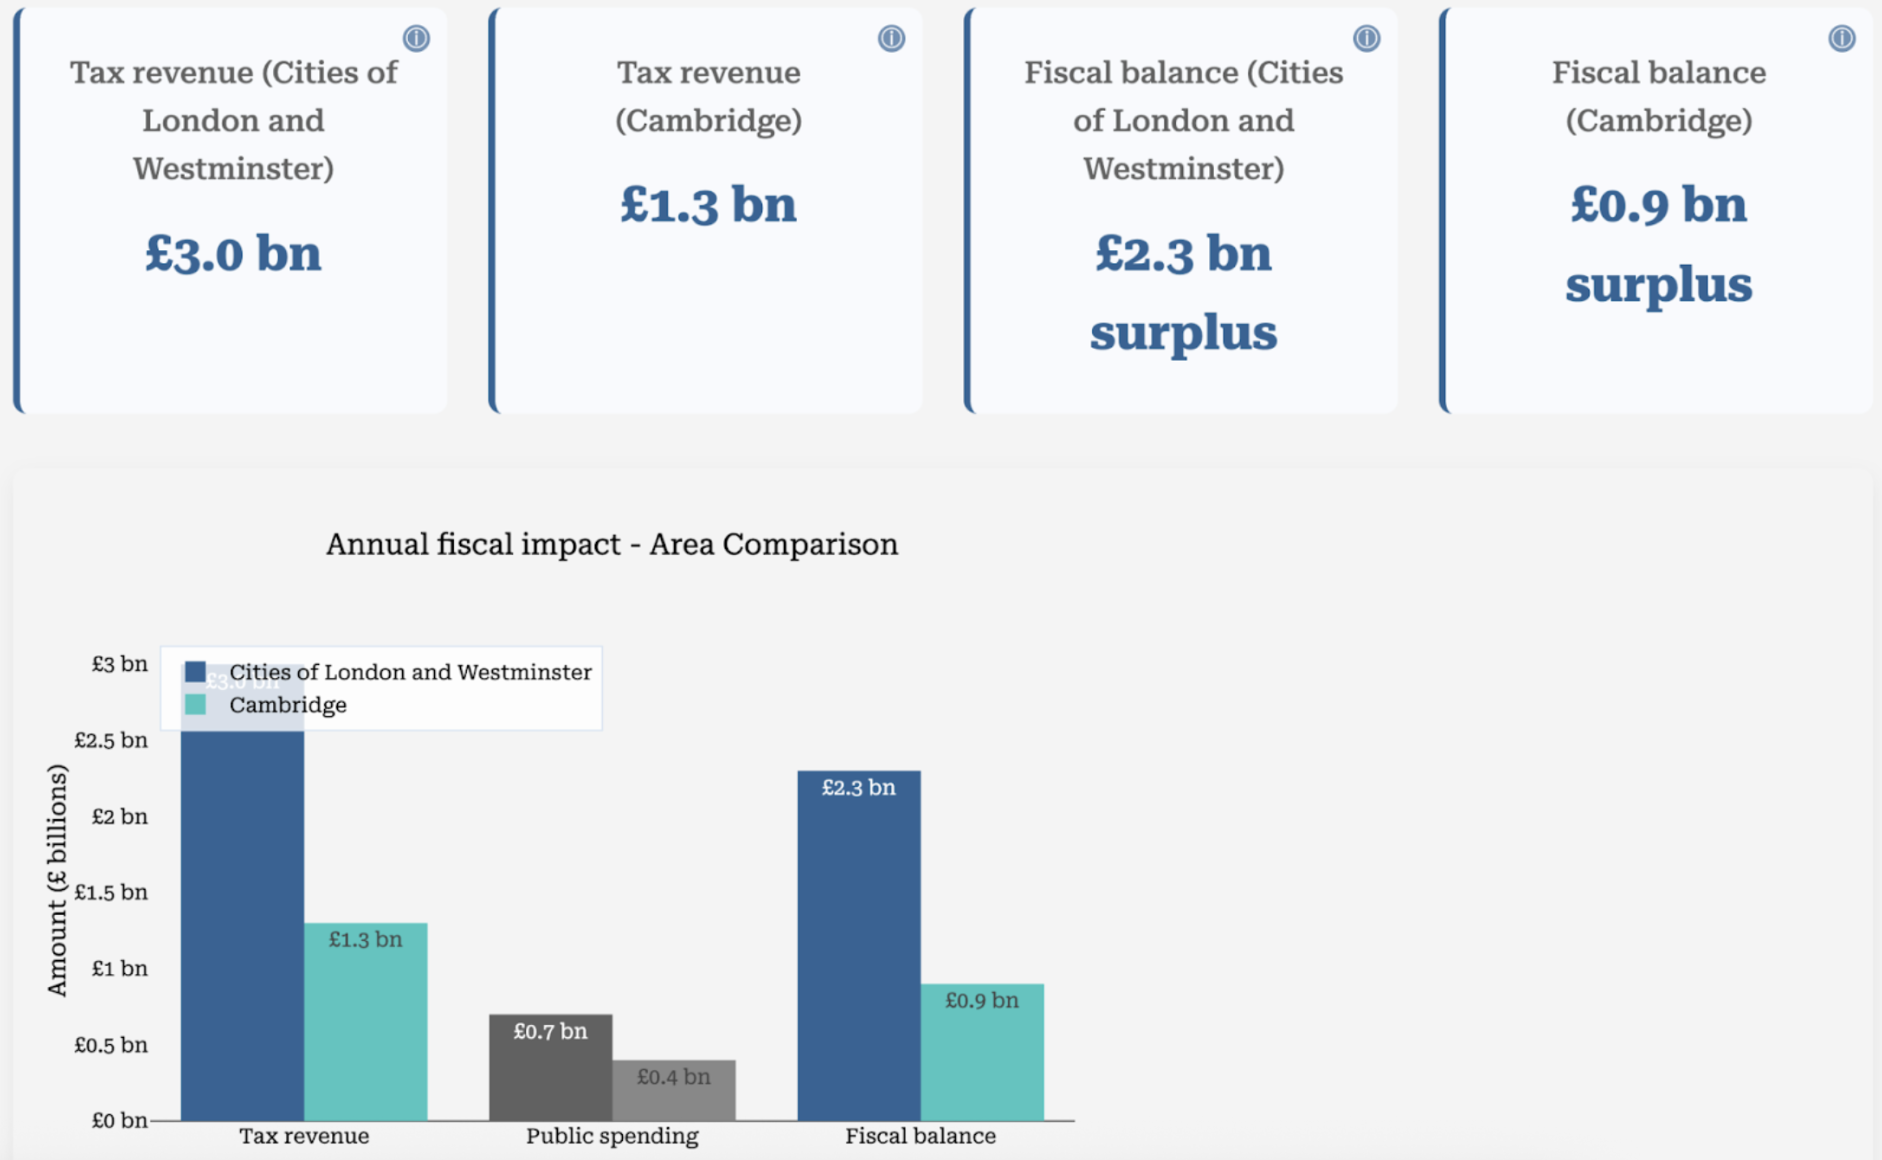 Tax revenue (Cities of
London and
Westminster)
£3.0 bn
Tax revenue
(Cambridge)
£1.3 bn
Fiscal balance (Cities
of London and
Westminster)
£2.3 bn
surplus
Fiscal balance
(Cambridge)
£0.9 bn
surplus
Annual fiscal impact - Area Comparison
Cities of London and Westminster
Cambridge
Amount (£ billions)
£3 bn
£2.5 bn
£2 bn
£1.5 bn
£1 bn
£0.5 bn
£0 bn
£3.0 bn
£1.3 bn
£0.7 bn
£0.4 bn
£2.3 bn
£0.9 bn
Tax revenue
Public spending
Fiscal balance